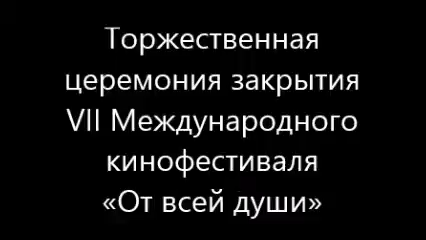 Торжественная
церемония закрытия
VII Международного
кинофестиваля
«От всей души»